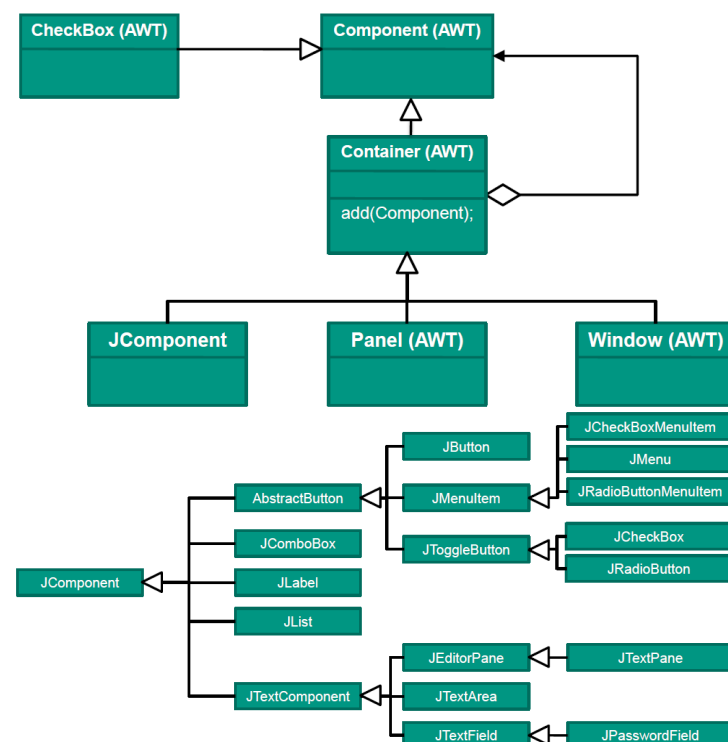 CheckBox (AWT)
Component (AWT)
Container (AWT)
add(Component);
JComponent
Panel (AWT)
Window (AWT)
JCheckBoxMenuItem
JButton
JMenu
AbstractButton
JMenuItem
JRadioButtonMenuItem
JComboBox
JToggleButton
JCheckBox
JComponent
JLabel
JRadioButton
JList
JEditorPane
JTextPane
JTextComponent
JTextArea
JTextField
JPasswordField